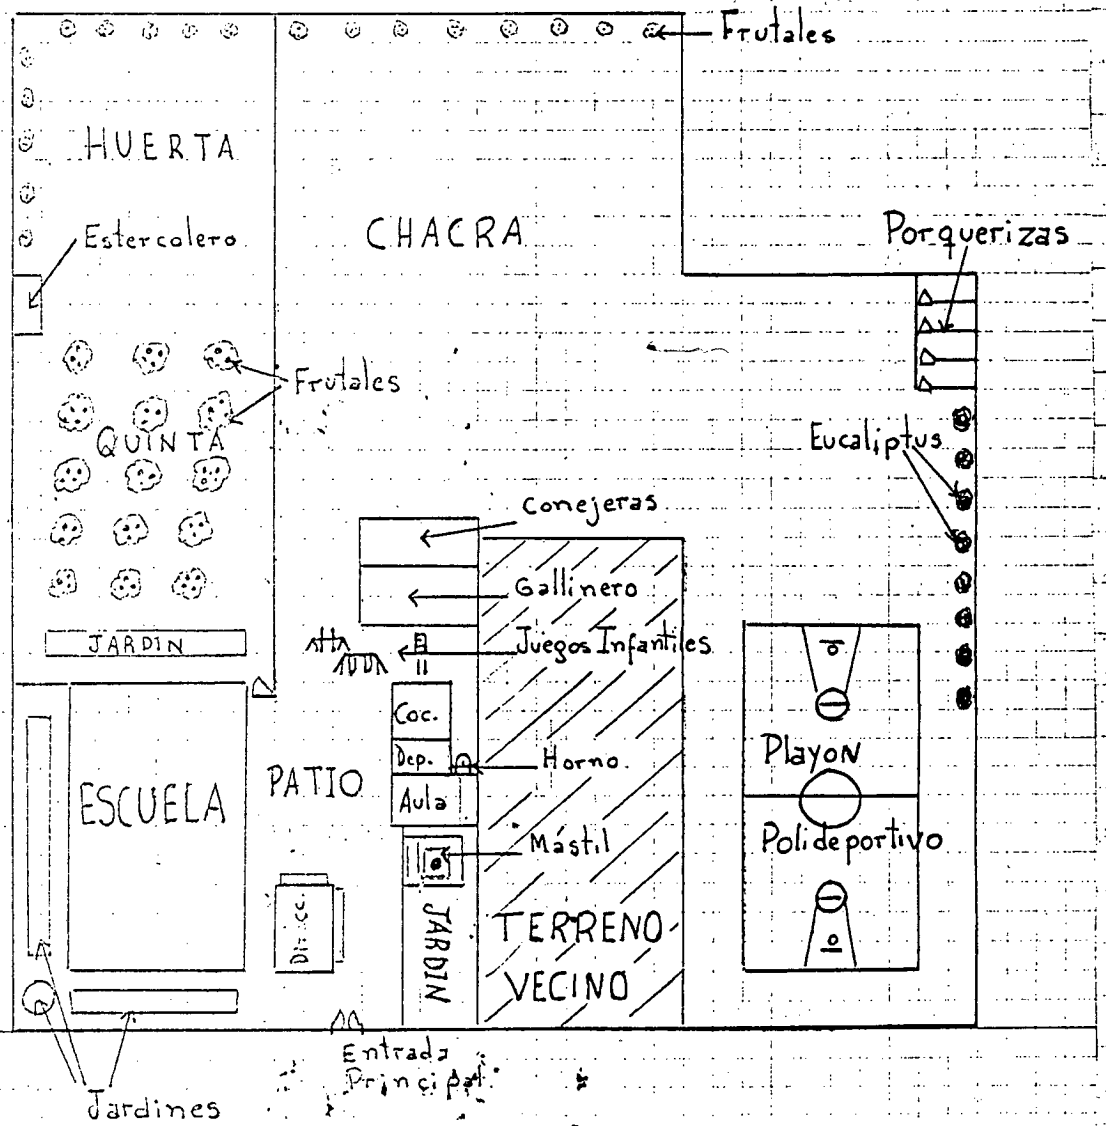 Frutales
HUERTA
CHACRA
Estercolero
Porquerizas
Frutales
QUINTA
Eucaliptus
Conejeras
Gallinero
JARDIN
Juegos Infantiles
Coc.
Dep.
Horno.
PATIO
Playon
ESCUELA
Aula
Mástil
Polideportivo
JARDIN
TERRENO
VECINO
Entrada
Principal.
Jardines